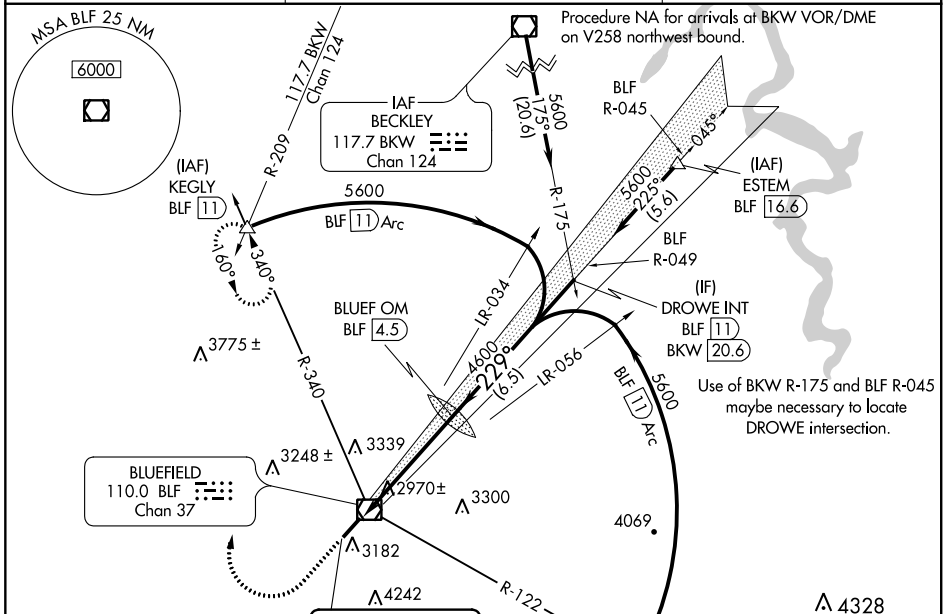 MSA BLF 25 NM
6000
117.7 BKW
Chan 124
R-209
Procedure NA for arrivals at BKW VOR/DME
on V258 northwest bound.
IAF
BECKLEY
117.7 BKW
Chan 124
5600
175°
(20.6)
R-175
BLF
R-045
045°
(IAF)
ESTEM
BLF 16.6
5600
225°
(5.6)
(IAF)
KEGLY
BLF 11
5600
BLF 11 Arc
160°
340°
BLF
R-049
(IF)
DROWE INT
BLF 11
BKW 20.6
LR-034
BLUEF OM
BLF 4.5
4600
229°
(6.5)
LR-056
5600
BLF 11 Arc
Use of BKW R-175 and BLF R-045
maybe necessary to locate
DROWE intersection.
3775 ±
R-340
3339
3248 ±
BLUEFIELD
110.0 BLF
Chan 37
2970±
3300
4069
3182
R-122
4242
4328